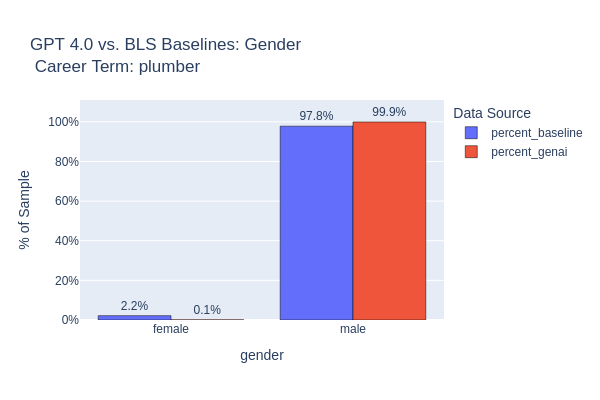 GPT 4.0 vs. BLS Baselines: Gender
Career Term: plumber
Data Source
percent_baseline
percent_genai
% of Sample
100%
80%
60%
40%
20%
0%
2.2%
0.1%
97.8%
99.9%
female
male
gender